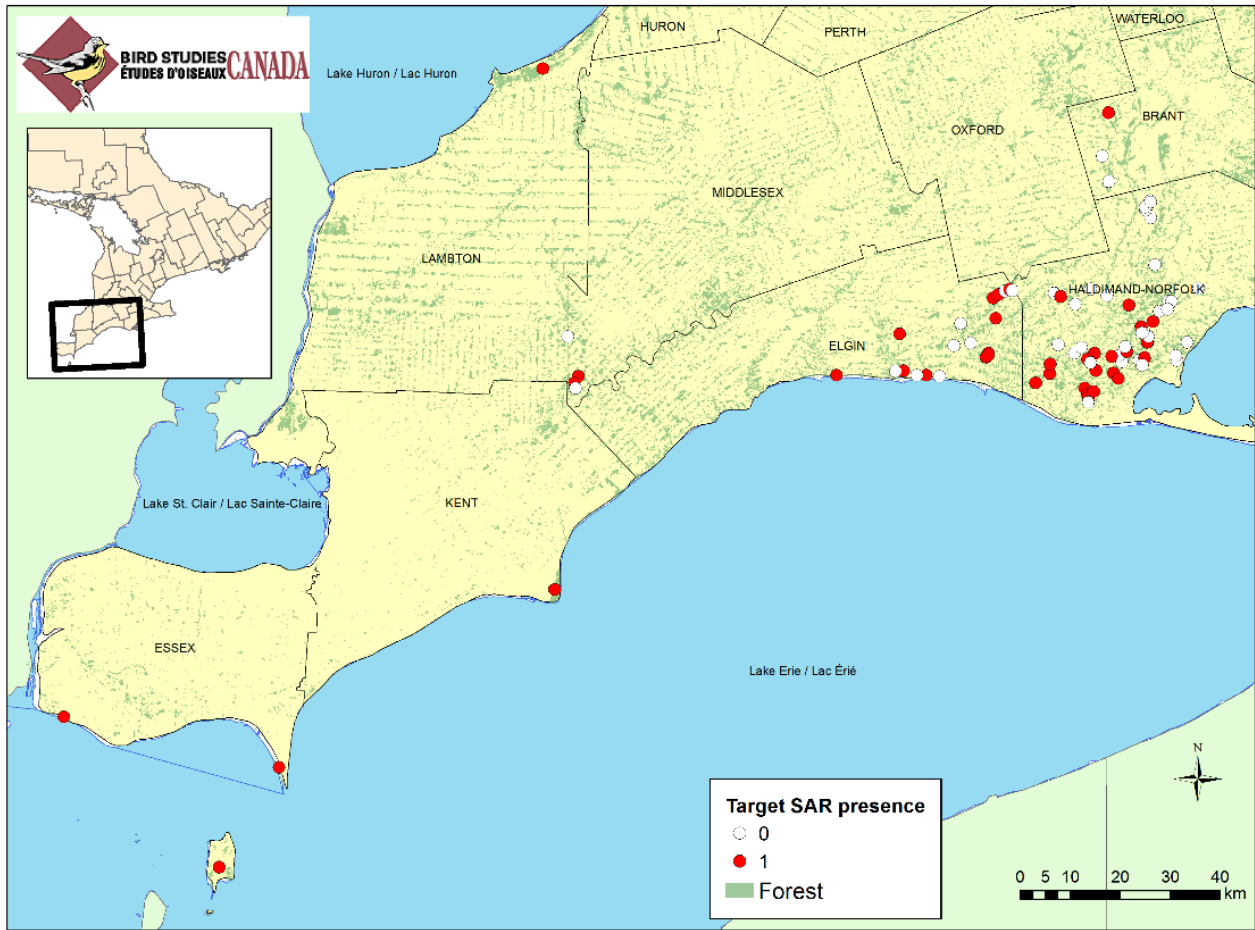 BIRD STUDIES
ÉTUDES D'OISEAUX CANADA
HURON
PERTH
WATERLOO
Lake Huron / Lac Huron
BRANT
OXFORD
MIDDLESEX
LAMBTON
HALDIMAND-NORFOLK
ELGIN
KENT
Lake St. Clair / Lac Sainte-Claire
ESSEX
Lake Erie / Lac Érié
N
Target SAR presence
0
1
Forest
0 5 10 20 30 40
km